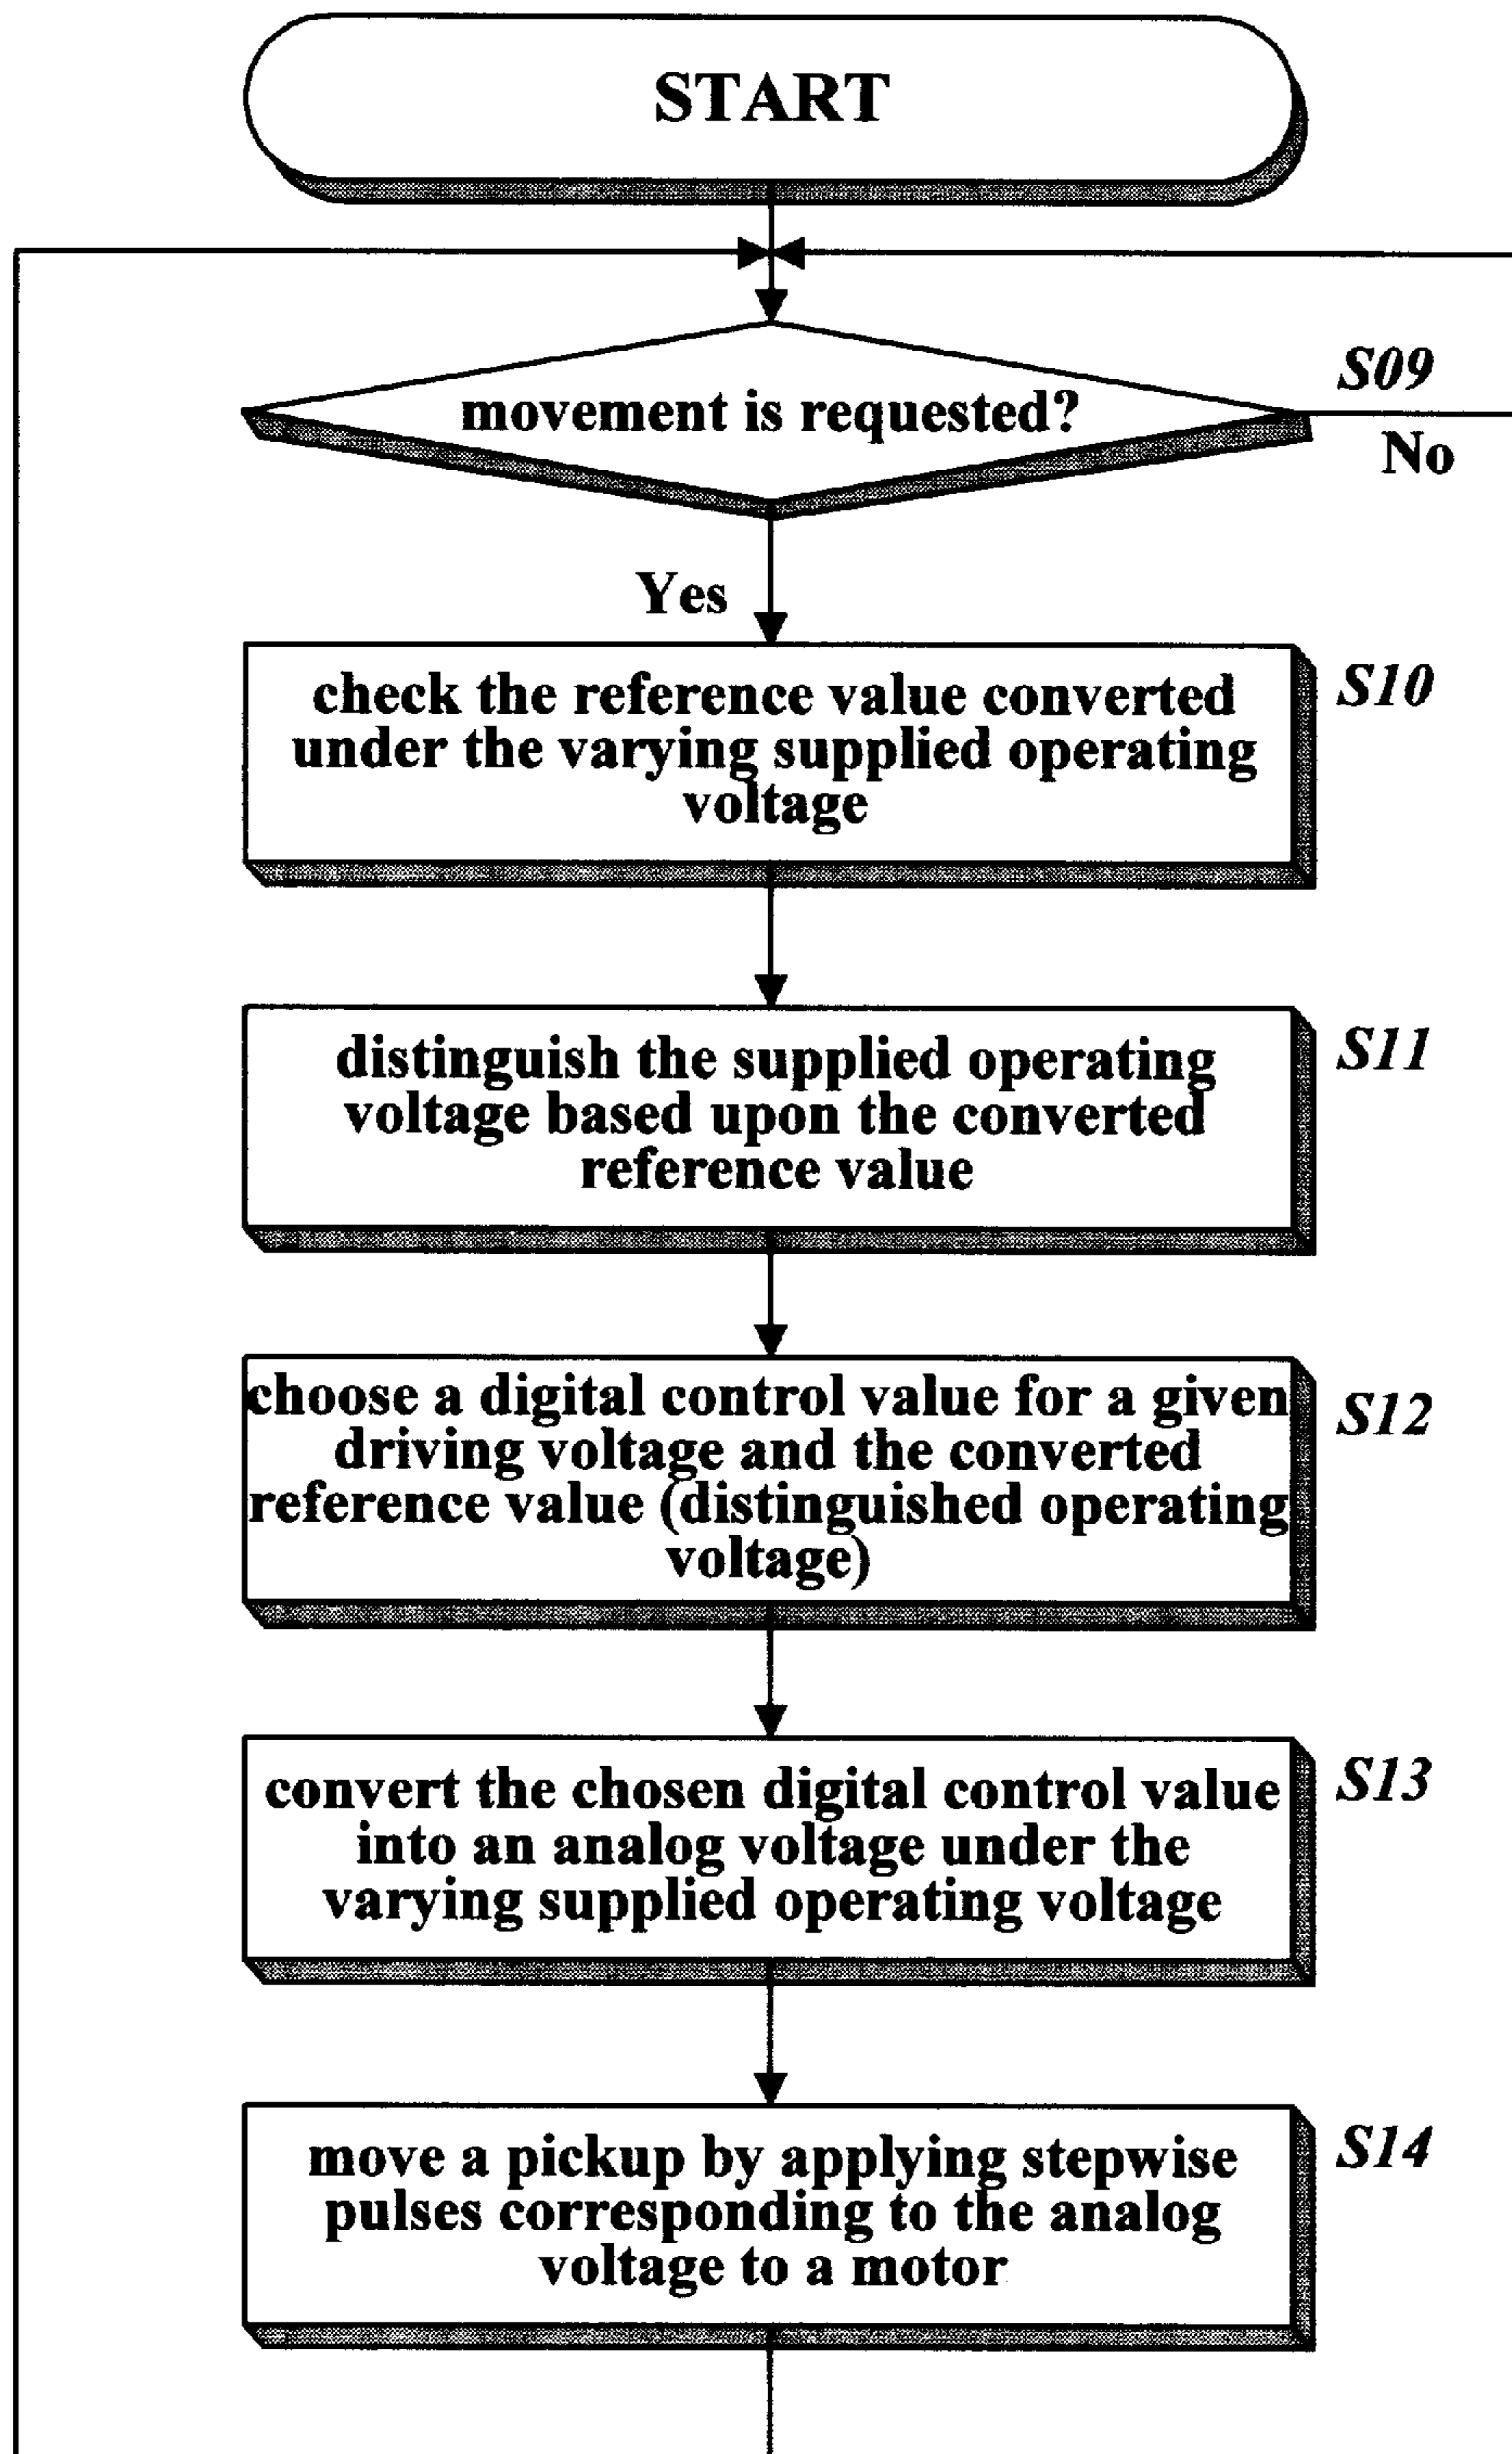 START
movement is requested?
S09
No
Yes
check the reference value converted
under the varying supplied operating
voltage
S10
distinguish the supplied operating
voltage based upon the converted
reference value
S11
choose a digital control value for a given
driving voltage and the converted
reference value (distinguished operating
voltage)
S12
convert the chosen digital control value
into an analog voltage under the
varying supplied operating voltage
S13
move a pickup by applying stepwise
pulses corresponding to the analog
voltage to a motor
S14